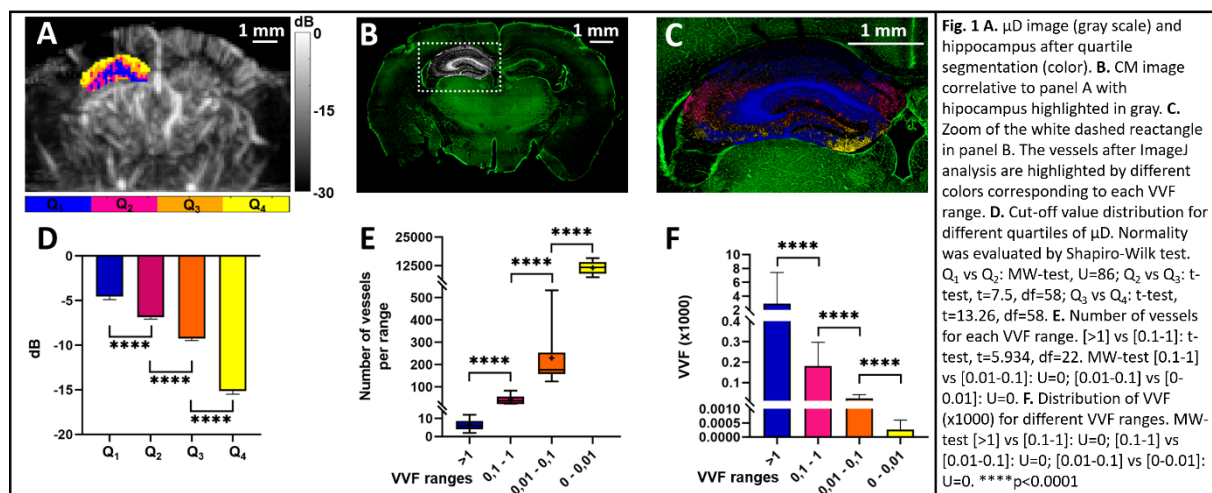 A
1 mm
dB
0
-15
-30
Q₁ Q₂ Q₃ Q₄
B
1 mm
C
1 mm
D
0
-5
-10
-15
-20
dB
****
****
****
Q₁ Q₂ Q₃ Q₄
E
Number of vessels
per range
25000
12500
600
400
200
100
50
0
10
0
****
****
****
VVF ranges
>1
0,1 - 1
0,01 - 0,1
0 - 0,01
F
VVF (x1000)
10
8
6
4
2
0.4
0.3
0.2
0.1
0.0010
0.0005
0.0000
****
****
****
VVF ranges
>1
0,1 - 1
0,01 - 0,1
0 - 0,01
Fig. 1 A. µD image (gray scale) and
hippocampus after quartile
segmentation (color). B. CM image
correlative to panel A with
hipocampus highlighted in gray. C.
Zoom of the white dashed reactangle
in panel B. The vessels after ImageJ
analysis are highlighted by different
colors corresponding to each VVF
range. D. Cut-off value distribution for
different quartiles of µD. Normality
was evaluated by Shapiro-Wilk test.
Q₁ vs Q₂: MW-test, U=86; Q₂ vs Q₃: t-
test, t=7.5, df=58; Q₃ vs Q₄: t-test,
t=13.26, df=58. E. Number of vessels
for each VVF range. [>1] vs [0.1-1]: t-
test, t=5.934, df=22. MW-test [0.1-1]
vs [0.01-0.1]: U=0; [0.01-0.1] vs [0-
0.01]: U=0. F. Distribution of VVF
(x1000) for different VVF ranges. MW-
test [>1] vs [0.1-1]: U=0; [0.1-1] vs
[0.01-0.1]: U=0; [0.01-0.1] vs [0-0.01]:
U=0. ****p<0.0001